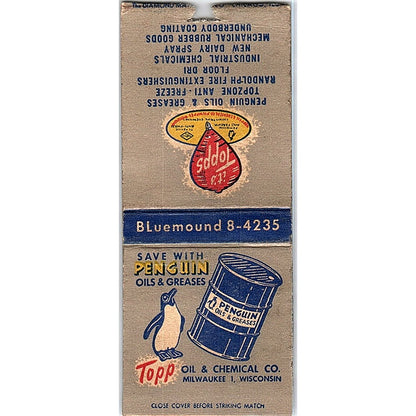 MECHANICAL RUBBER GOODS
UNDERBODY COATING
NEW DAIRY SPRAY
INDUSTRIAL CHEMICALS
FLOOR DRI
RANDOLPH FIRE EXTINGUISHERS
TOPZONE ANTI-FREEZE
PENGUIN OILS & GREASES
it's
Topps
BLuemound 8-4235
SAVE WITH
PENGUIN
OILS & GREASES
PENGUIN
OILS & GREASES
Topp OIL & CHEMICAL CO.
MILWAUKEE 1, WISCONSIN
CLOSE COVER BEFORE STRIKING MATCH